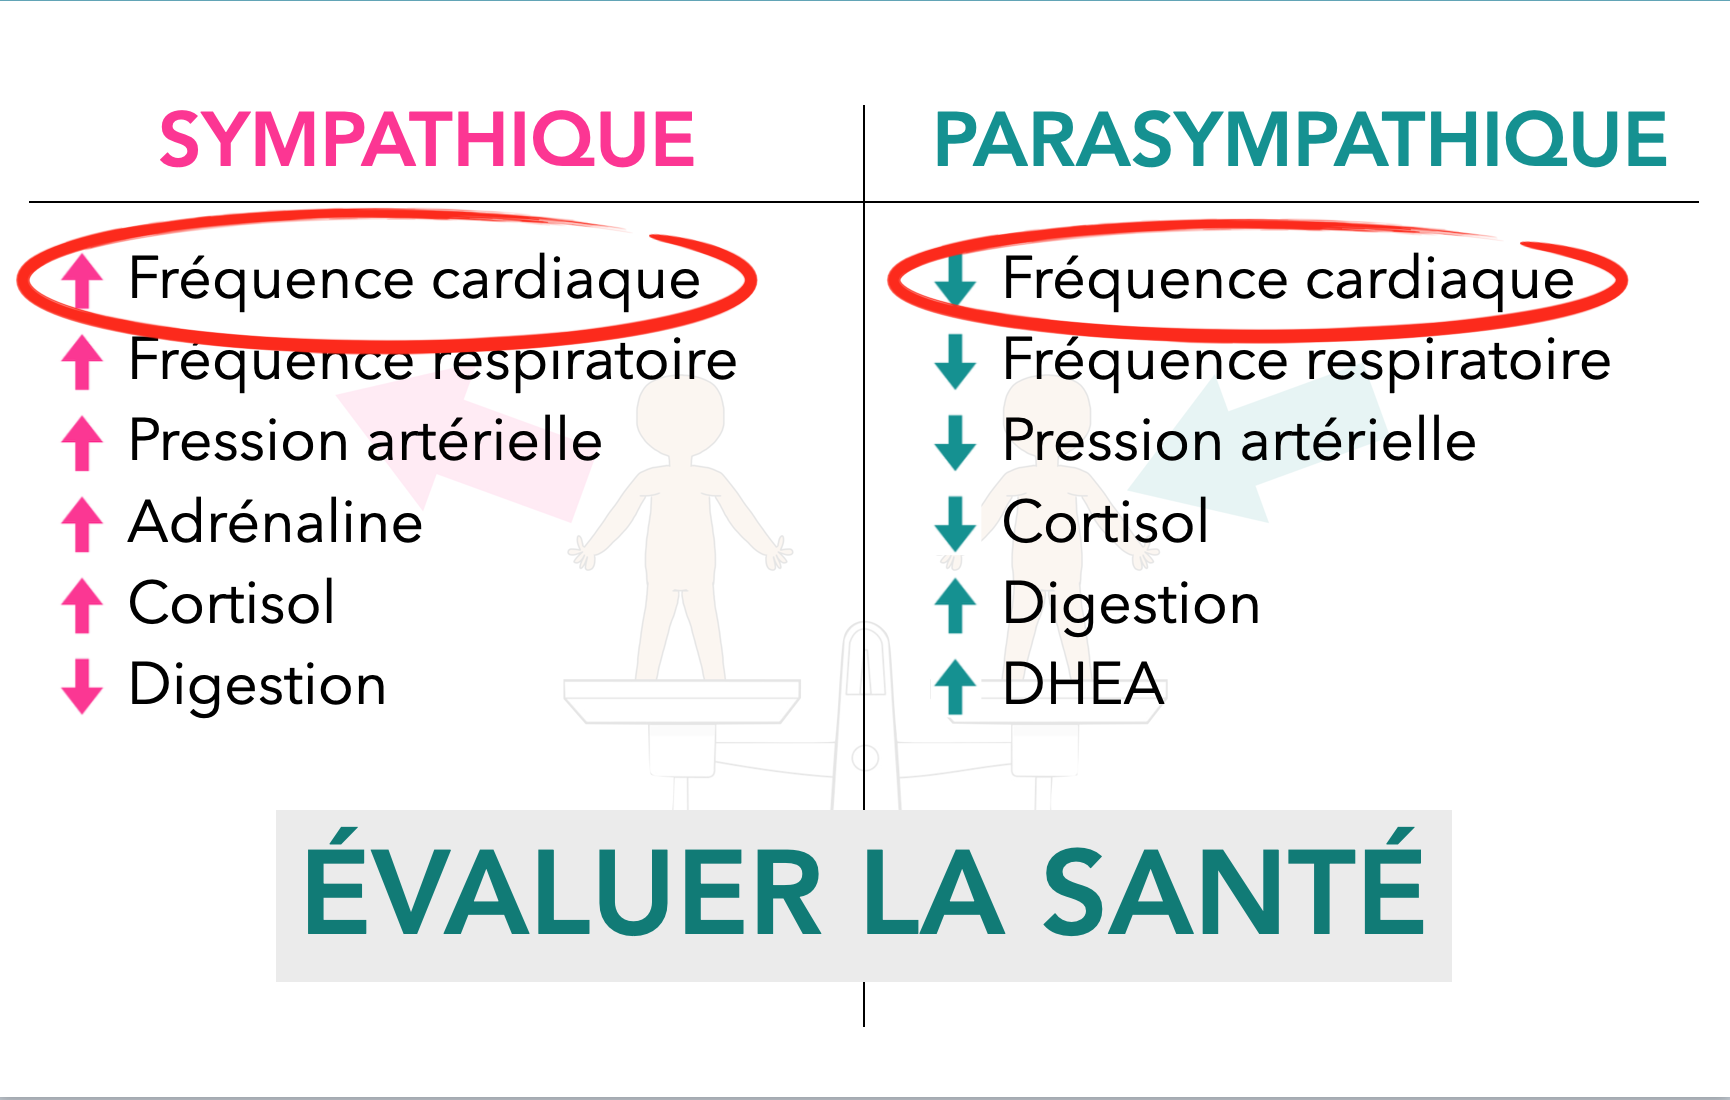 SYMPATHIQUE
Fréquence cardiaque
Fréquence respiratoire
Pression artérielle
Adrénaline
Cortisol
Digestion
PARASYMPATHIQUE
Fréquence cardiaque
Fréquence respiratoire
Pression artérielle
Cortisol
Digestion
DHEA
ÉVALUER LA SANTÉ